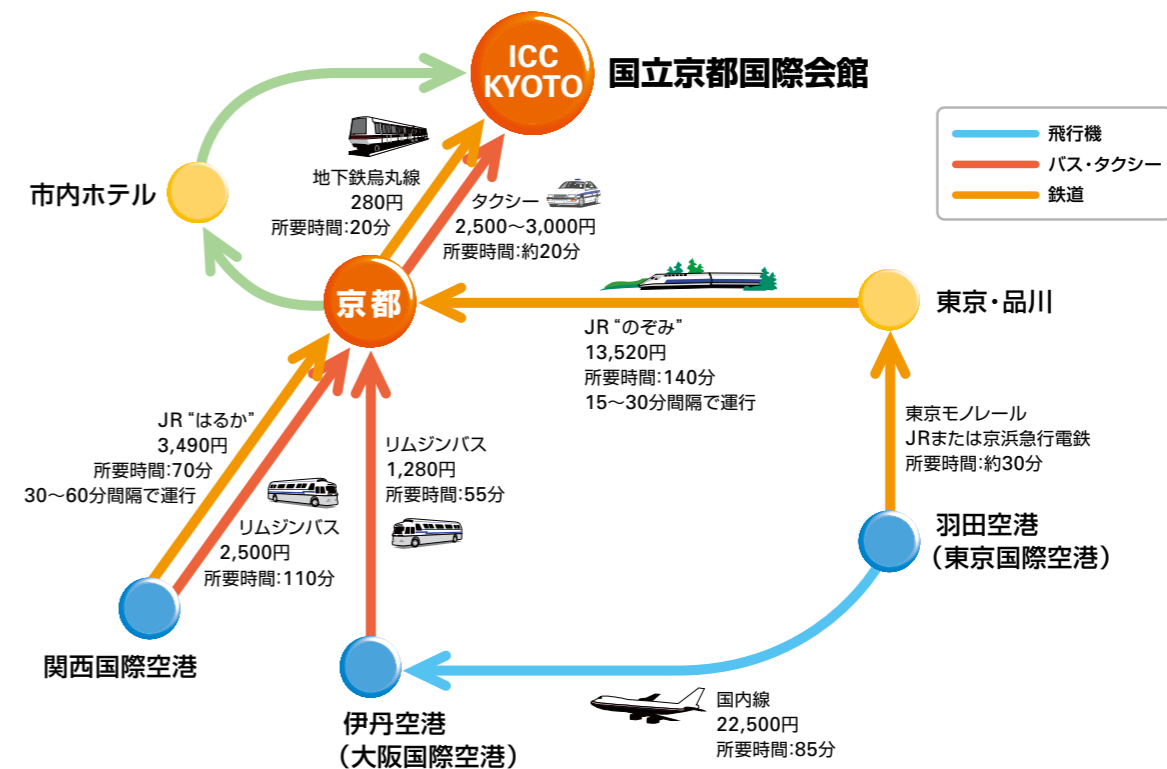 ICC
KYOTO
国立京都国際会館
飛行機
バス・タクシー
鉄道
市内ホテル
地下鉄烏丸線
280円
所要時間:20分
タクシー
2,500〜3,000円
所要時間:約20分
京都
東京・品川
JR “のぞみ”
13,520円
所要時間:140分
15〜30分間隔で運行
東京モノレール
JRまたは京浜急行電鉄
所要時間:約30分
JR “はるか”
3,490円
所要時間:70分
30〜60分間隔で運行
リムジンバス
1,280円
所要時間:55分
リムジンバス
2,500円
所要時間:110分
羽田空港
（東京国際空港）
関西国際空港
伊丹空港
（大阪国際空港）
国内線
22,500円
所要時間:85分